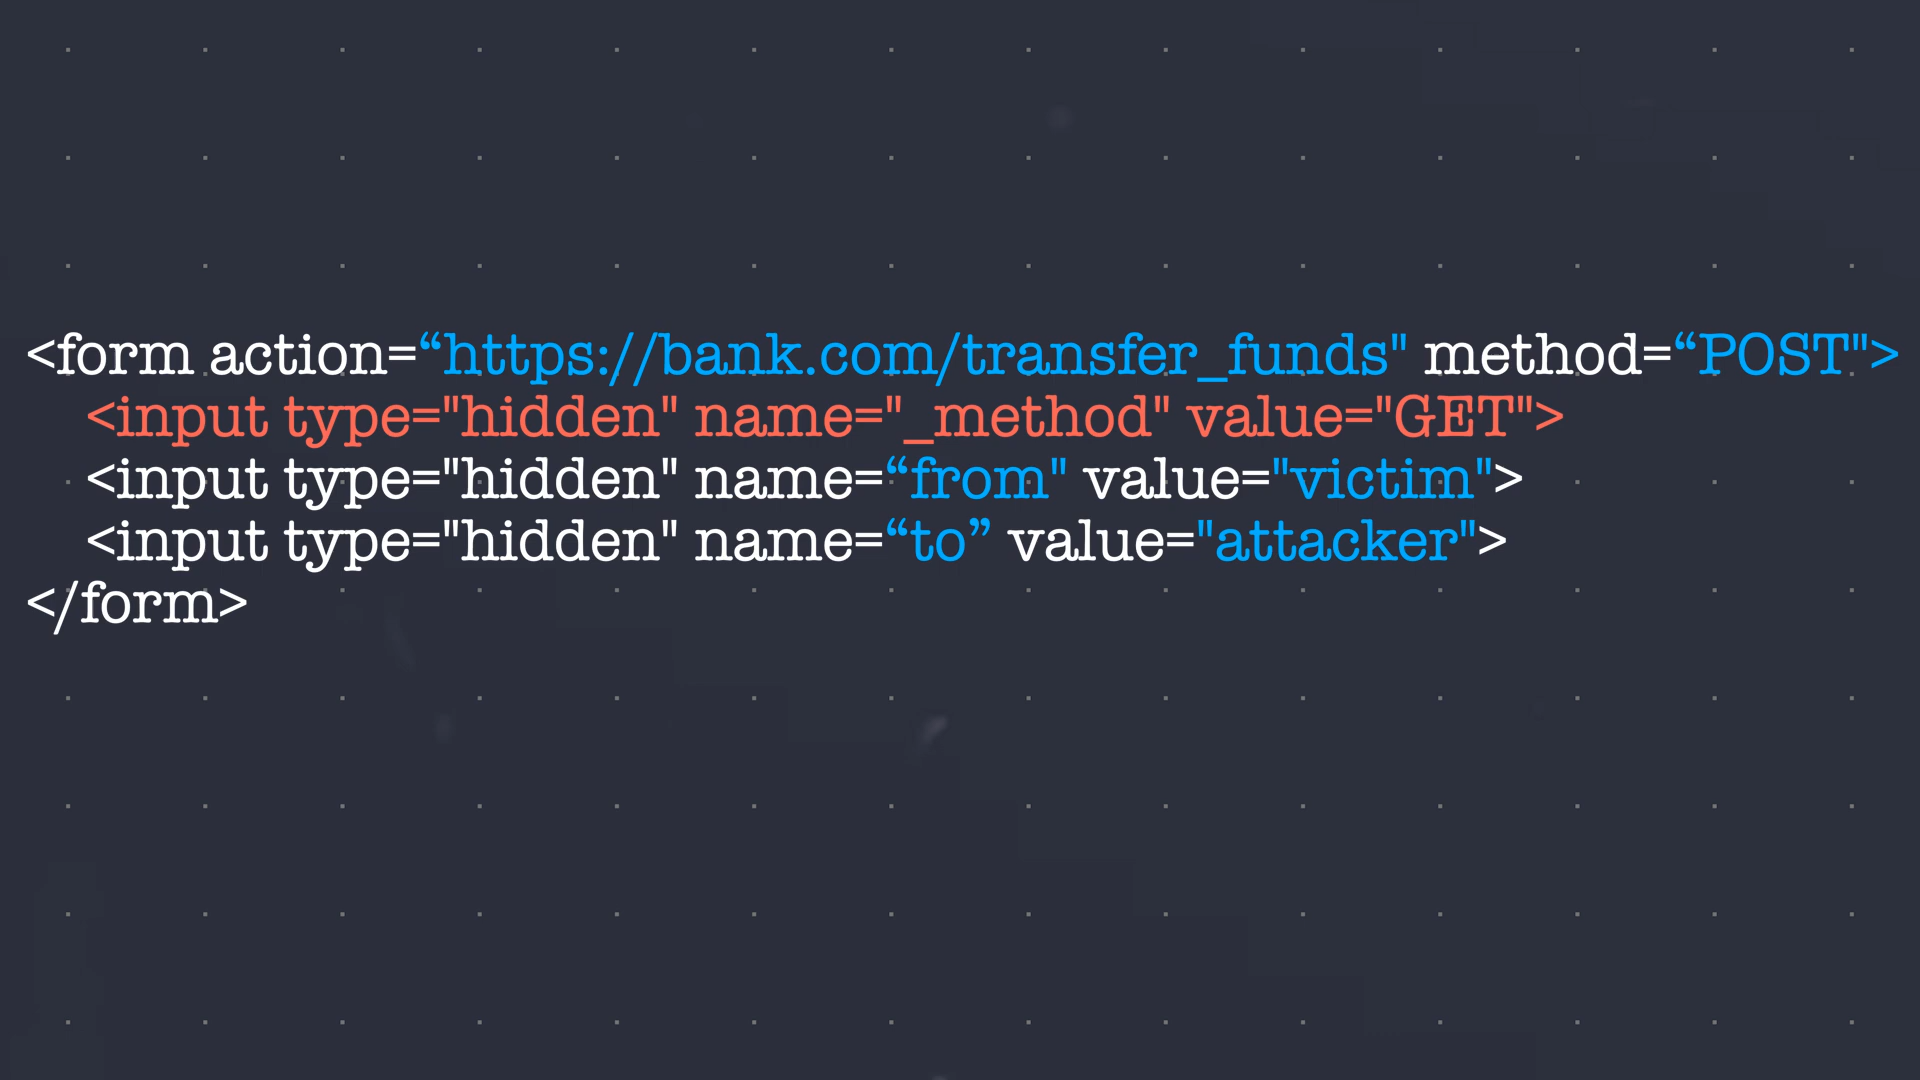 <form action=“https://bank.com/transfer_funds" method=“POST">
<input type="hidden" name="_method" value="GET">
<input type="hidden" name=“from" value="victim">
<input type="hidden" name=“to” value="attacker">
</form>